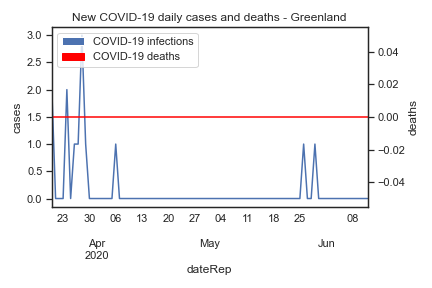 New COVID-19 daily cases and deaths - Greenland
COVID-19 infections
COVID-19 deaths
3.0
2.5
2.0
1.5
1.0
0.5
0.0
cases
0.04
0.02
0.00
−0.02
−0.04
deaths
23 30 06 13 20 27 04 11 18 25 08
Apr May Jun
2020
dateRep